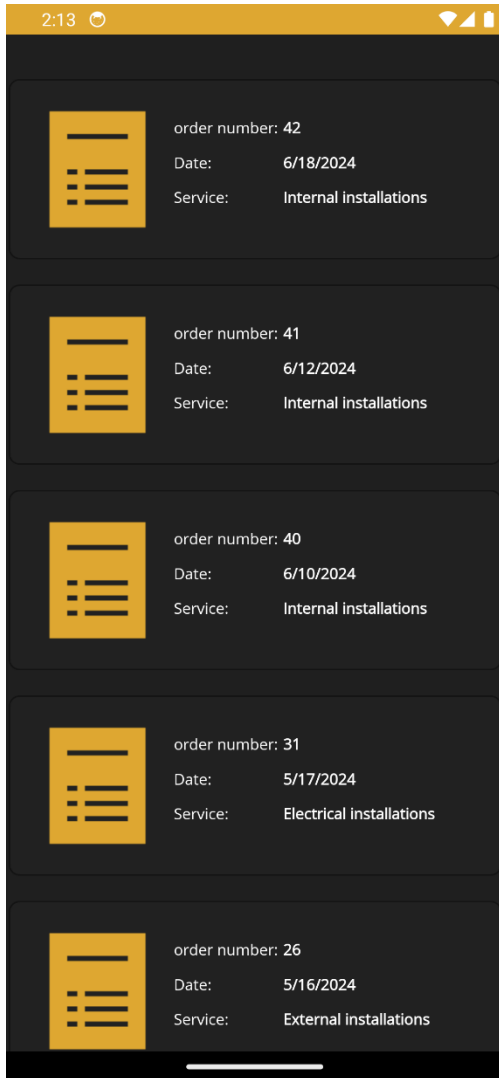 2:13
order number: 42
Date: 6/18/2024
Service: Internal installations
order number: 41
Date: 6/12/2024
Service: Internal installations
order number: 40
Date: 6/10/2024
Service: Internal installations
order number: 31
Date: 5/17/2024
Service: Electrical installations
order number: 26
Date: 5/16/2024
Service: External installations